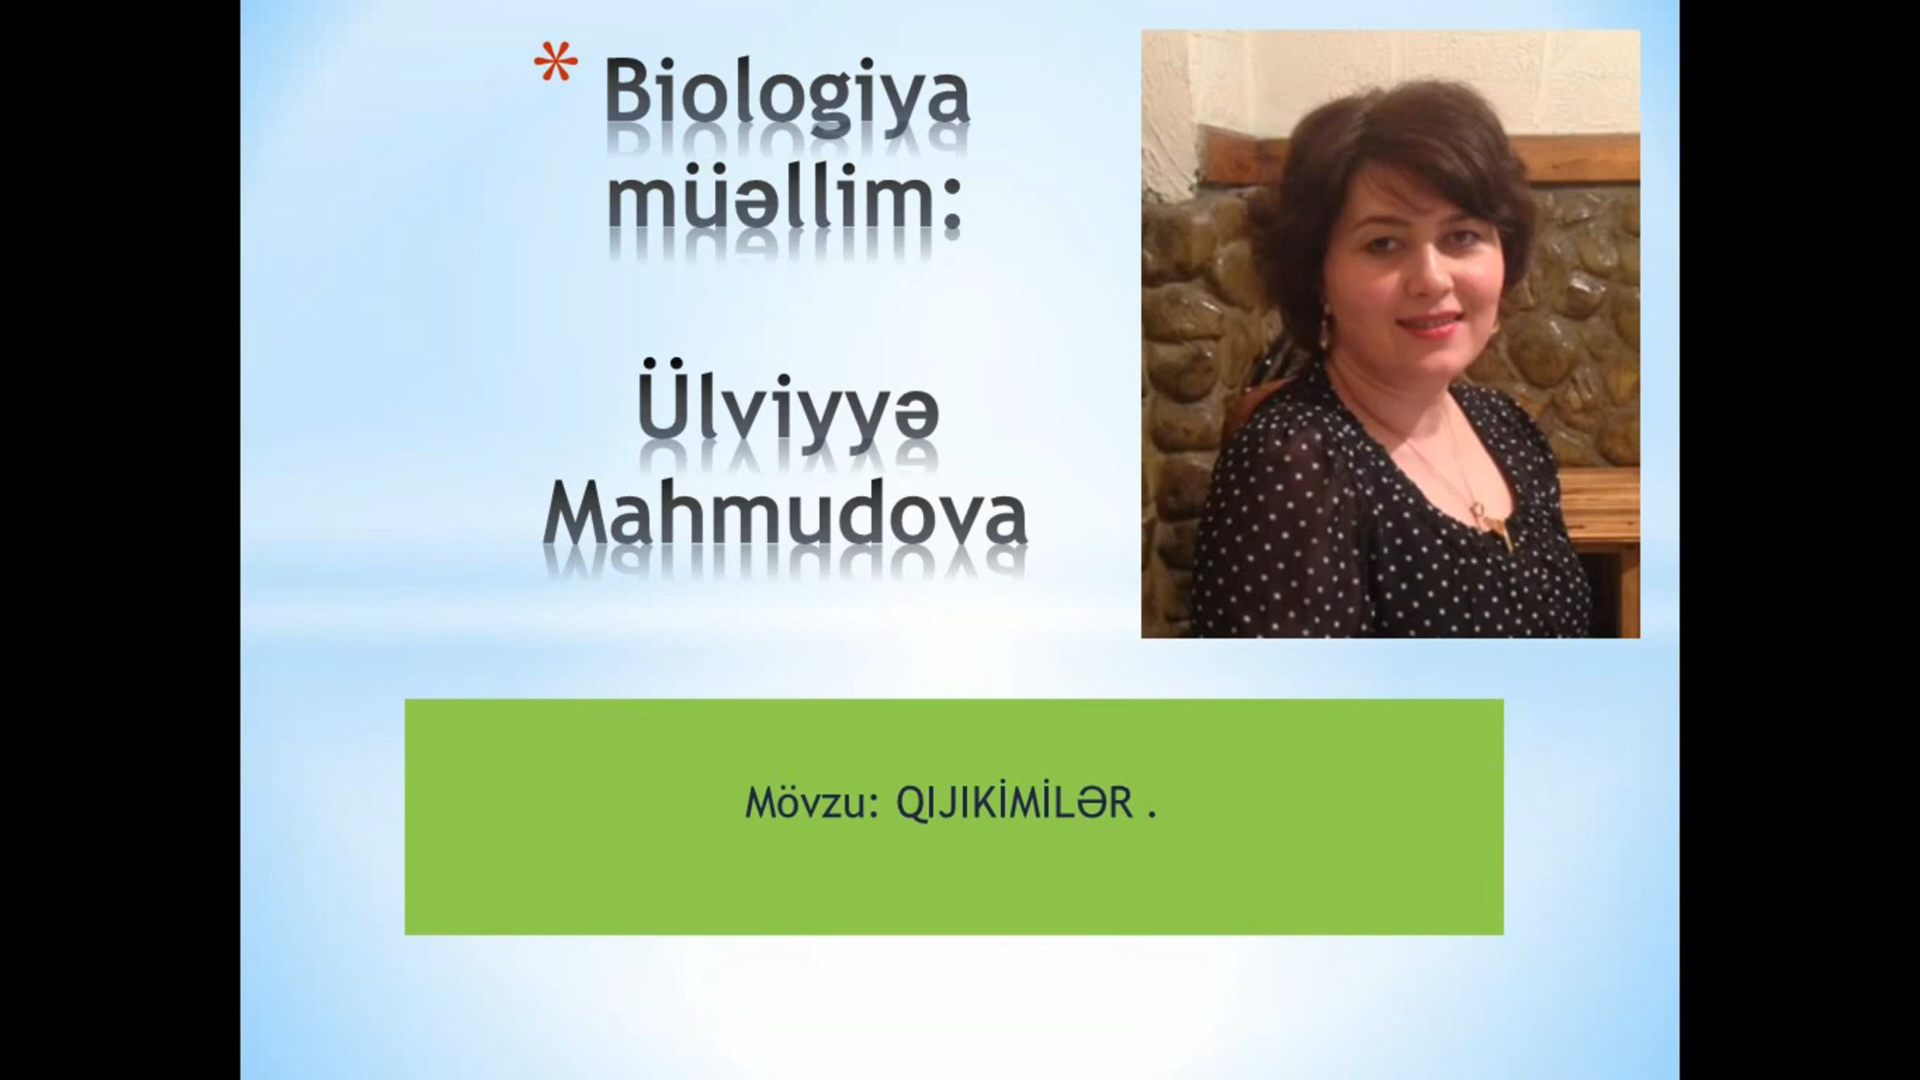 * Biologiya
müəllim:
Ülviyyə
Mahmudova
Mövzu: QIJIKİMİLƏR .